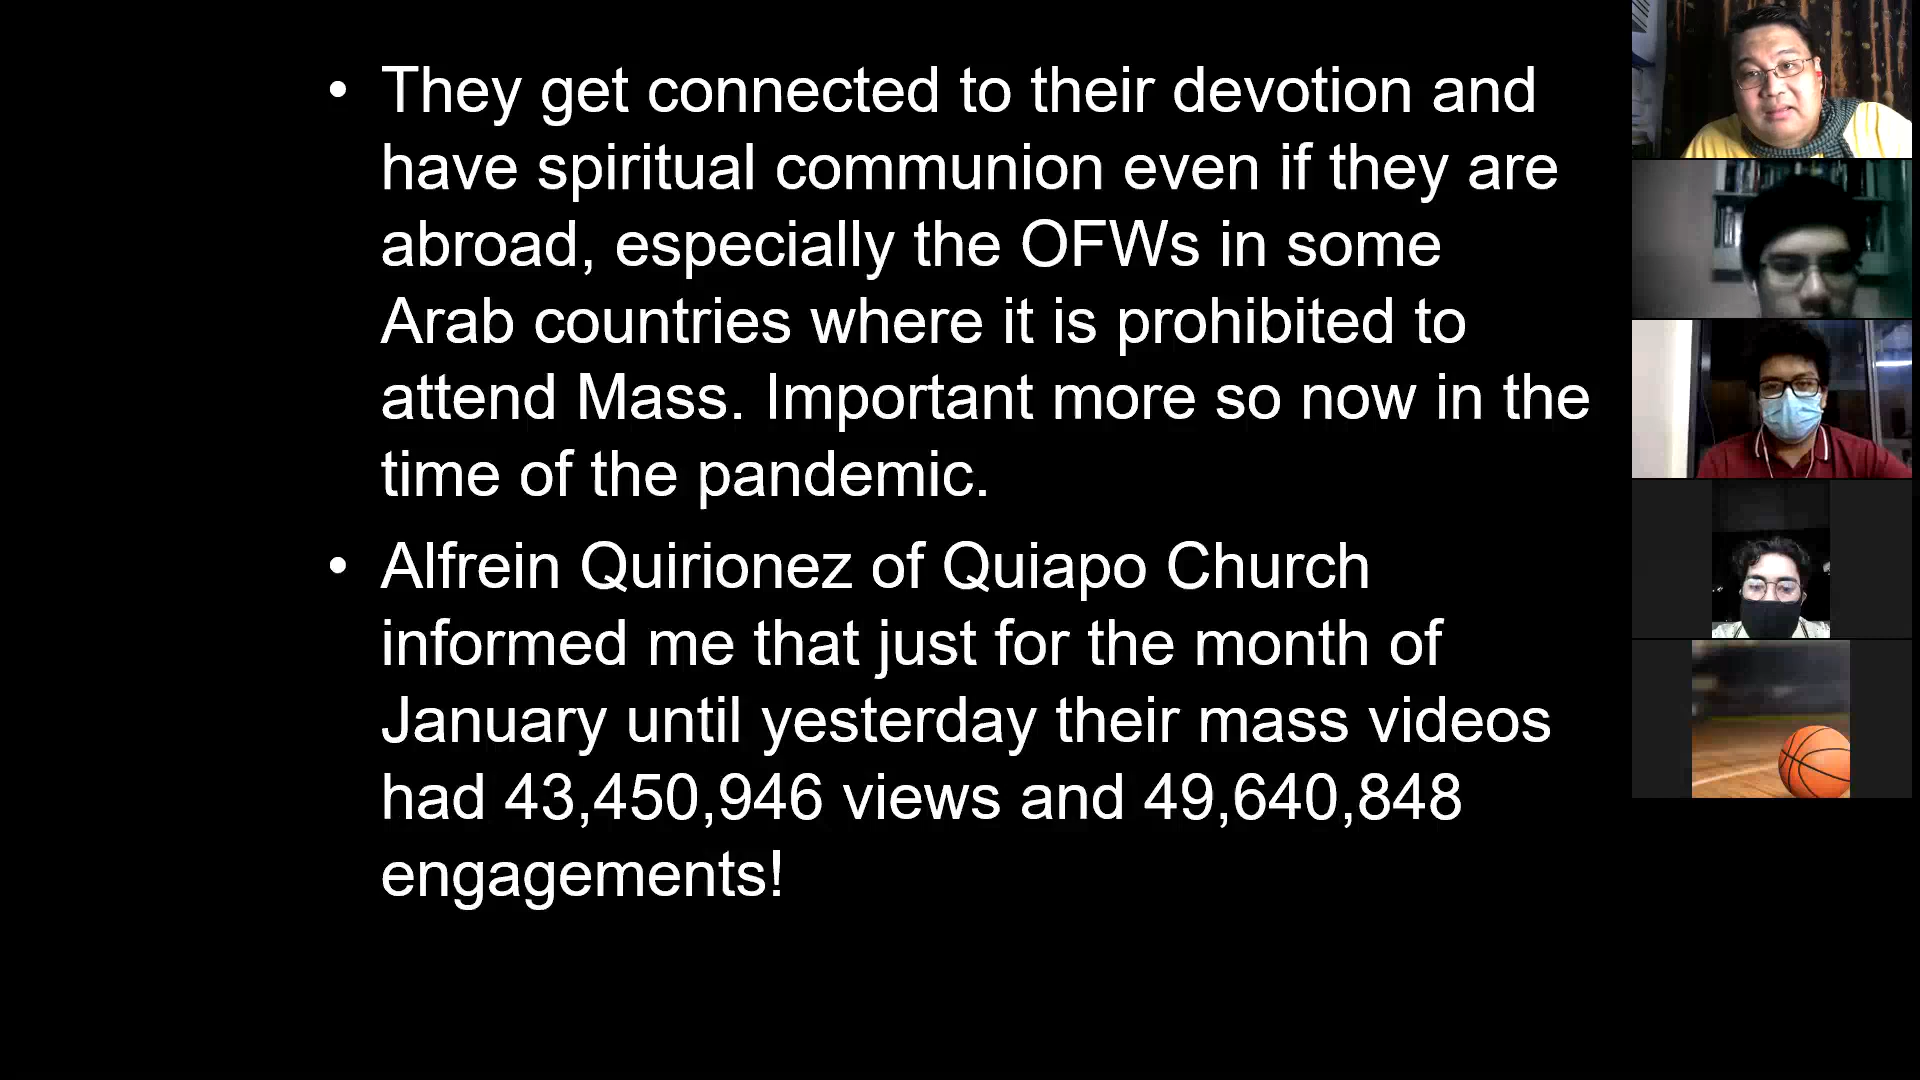 • They get connected to their devotion and
have spiritual communion even if they are
abroad, especially the OFWs in some
Arab countries where it is prohibited to
attend Mass. Important more so now in the
time of the pandemic.
• Alfrein Quirionez of Quiapo Church
informed me that just for the month of
January until yesterday their mass videos
had 43,450,946 views and 49,640,848
engagements!